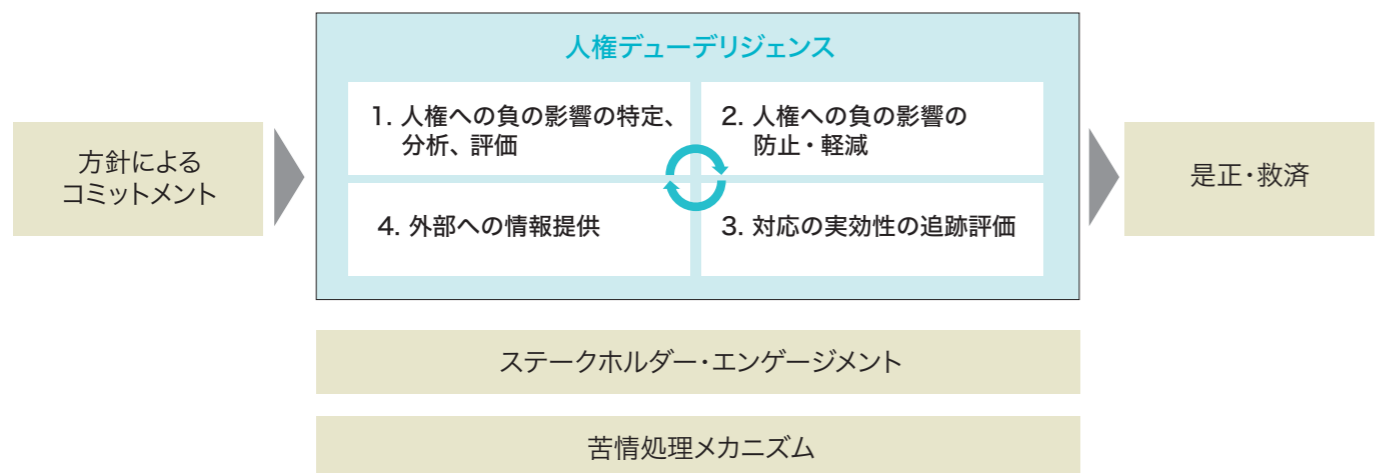 人権デューデリジェンス
方針による
コミットメント
1. 人権への負の影響の特定、
分析、評価
2. 人権への負の影響の
防止・軽減
4. 外部への情報提供
3. 対応の実効性の追跡評価
是正・救済
ステークホルダー・エンゲージメント
苦情処理メカニズム